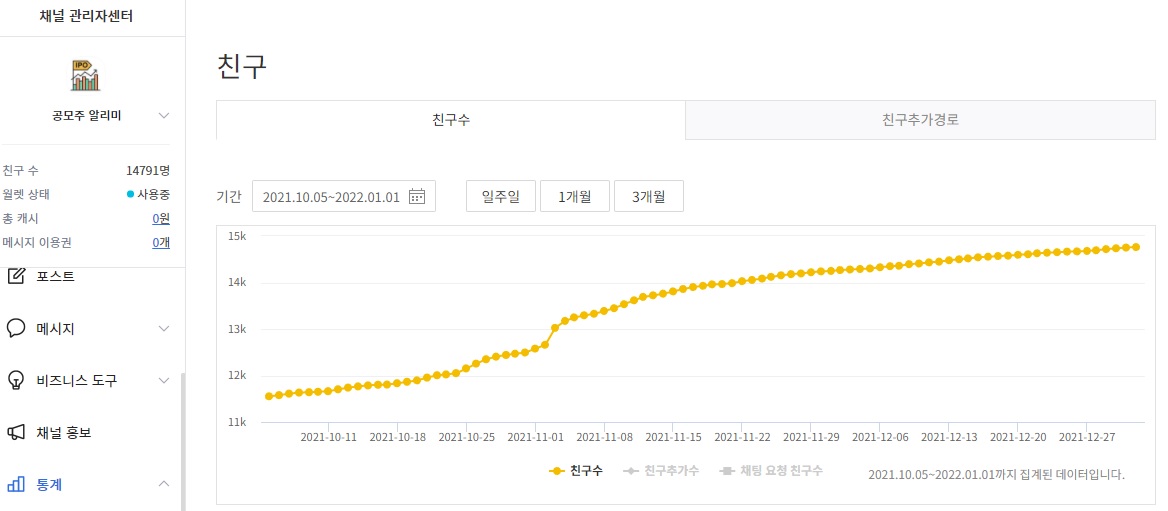 채널 관리자센터
IPO
공모주 알리미
친구 수 14791명
월렛 상태 사용중
총 캐시 0원
메시지 이용권 0개
포스트
메시지
비즈니스 도구
채널 홍보
통계
친구
친구수 친구추가경로
기간 2021.10.05~2022.01.01 일주일 1개월 3개월
15k
14k
13k
12k
11k
2021-10-11 2021-10-18 2021-10-25 2021-11-01 2021-11-08 2021-11-15 2021-11-22 2021-11-29 2021-12-06 2021-12-13 2021-12-20 2021-12-27
친구수 친구추가수 채팅 요청 친구수
2021.10.05~2022.01.01까지 집계된 데이터입니다.